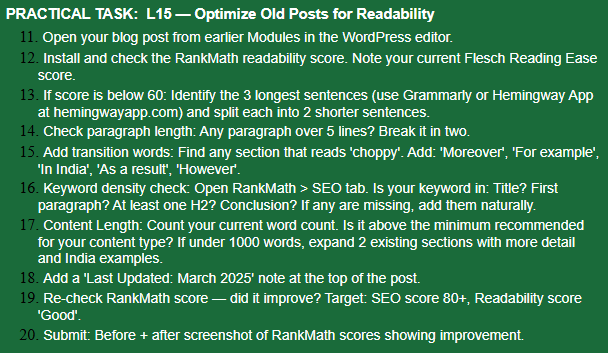 PRACTICAL TASK:  L15 — Optimize Old Posts for Readability
11. Open your blog post from earlier Modules in the WordPress editor.
12. Install and check the RankMath readability score. Note your current Flesch Reading Ease
score.
13. If score is below 60: Identify the 3 longest sentences (use Grammarly or Hemingway App
at hemingwayapp.com) and split each into 2 shorter sentences.
14. Check paragraph length: Any paragraph over 5 lines? Break it in two.
15. Add transition words: Find any section that reads 'choppy'. Add: 'Moreover', 'For example',
'In India', 'As a result', 'However'.
16. Keyword density check: Open RankMath > SEO tab. Is your keyword in: Title? First
paragraph? At least one H2? Conclusion? If any are missing, add them naturally.
17. Content Length: Count your current word count. Is it above the minimum recommended
for your content type? If under 1000 words, expand 2 existing sections with more detail
and India examples.
18. Add a 'Last Updated: March 2025' note at the top of the post.
19. Re-check RankMath score — did it improve? Target: SEO score 80+, Readability score
'Good'.
20. Submit: Before + after screenshot of RankMath scores showing improvement.